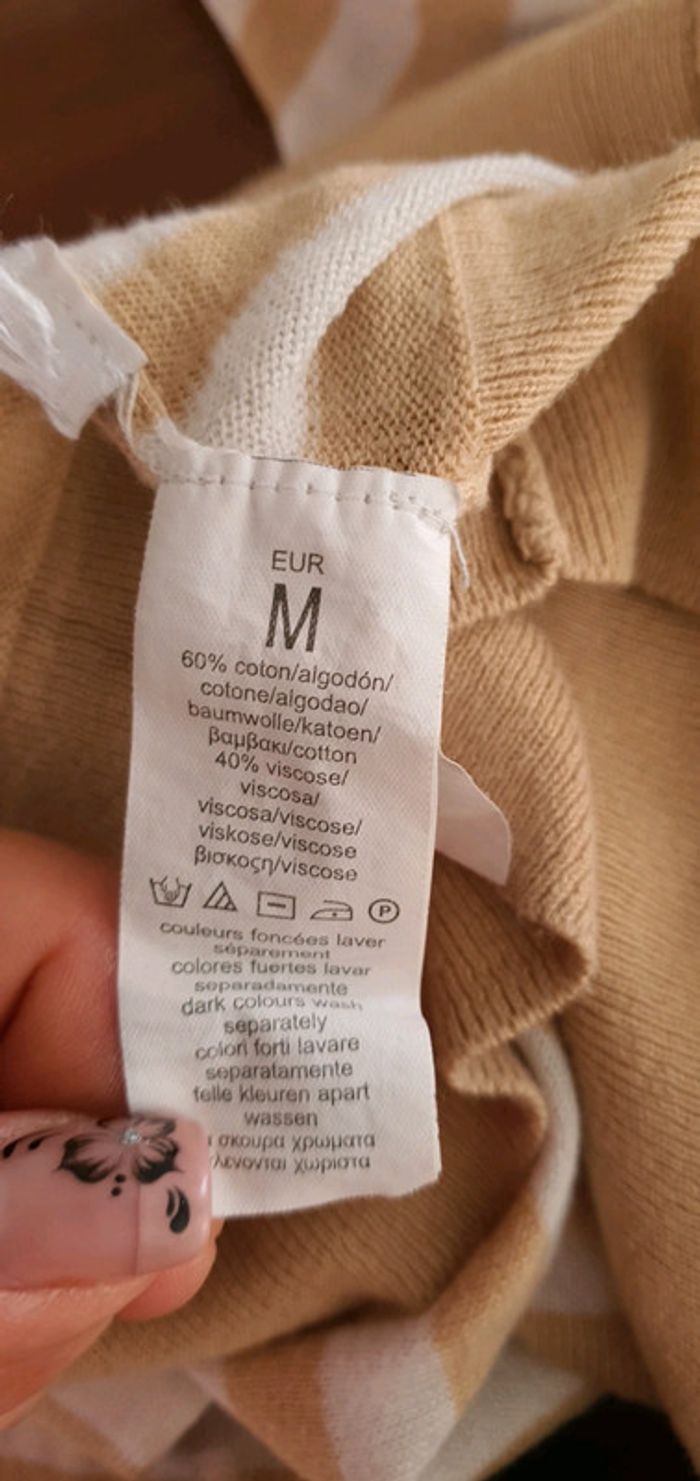 EUR
M
60% coton/algodón/
cotone/algodao/
baumwolle/katoen/
βαμβακι/cotton
40% viscose/
viscosa/
viscosa/viscose/
viskose/viscose
βισκοςη/viscose
P
couleurs foncées laver
séparement
colores fuertes lavar
separadamente
dark colours wash
separately
colori forti lavare
separatamente
felle kleuren apart
wassen
σκουρα χρωματα
χωριστα